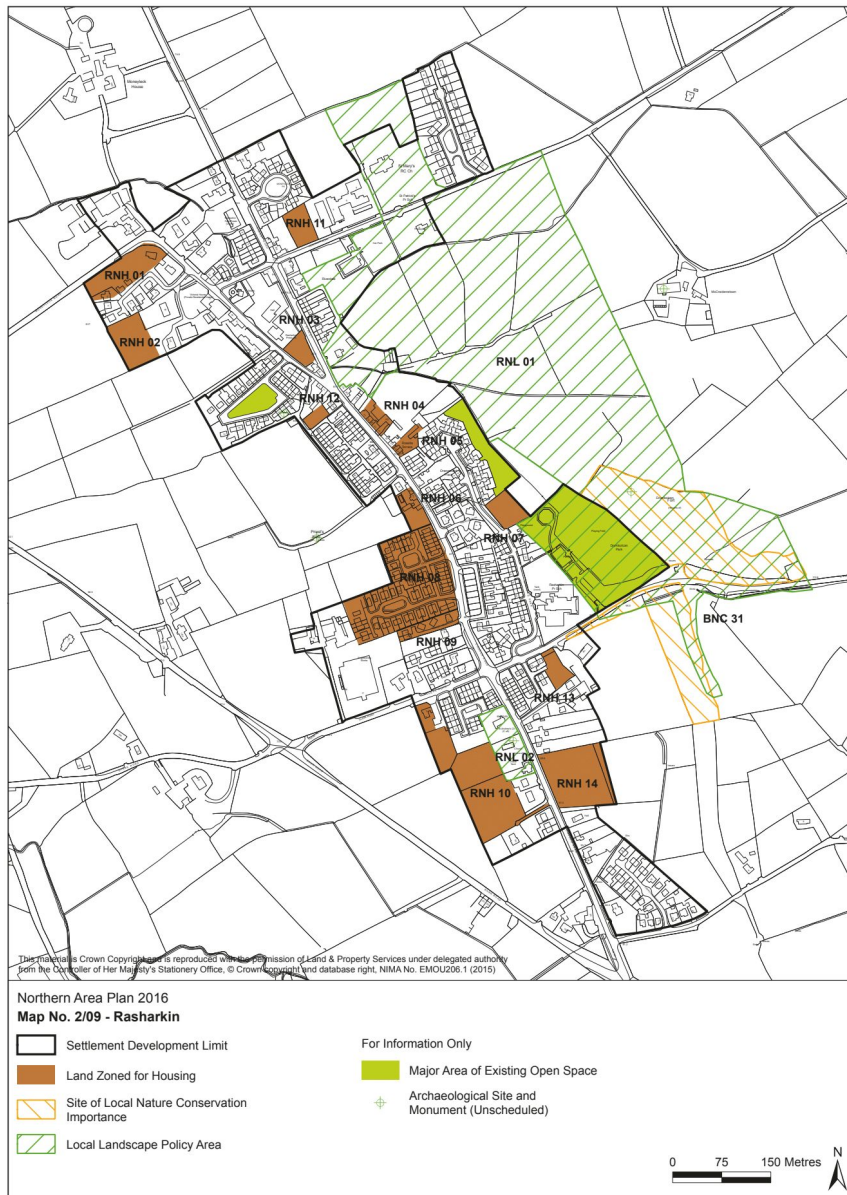 RNH 11
RNH 01
RNH 02
RNH 03
RNL 01
RNH 12
RNH 04
RNH 05
RNH 06
RNH 07
RNH 08
BNC 31
RNH 09
RNH 13
RNL 02
RNH 10
RNH 14
This material is Crown Copyright and is reproduced with the permission of Land & Property Services under delegated authority
from the Controller of Her Majesty's Stationery Office, © Crown copyright and database right, NIMA No. EMOU206.1 (2015)
Northern Area Plan 2016
Map No. 2/09 - Rasharkin
Settlement Development Limit
Land Zoned for Housing
Site of Local Nature Conservation
Importance
Local Landscape Policy Area
For Information Only
Major Area of Existing Open Space
Archaeological Site and
Monument (Unscheduled)
0 75 150 Metres
N